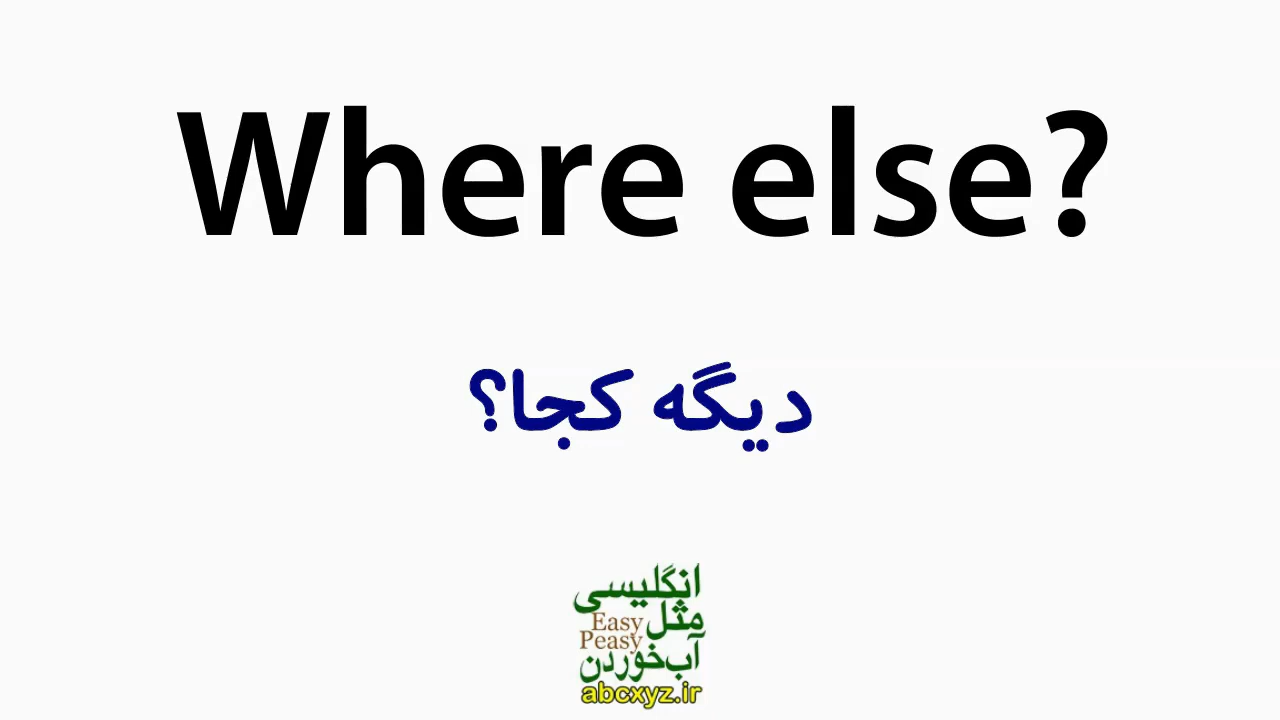 Where else?
دیگه کجا؟
انگلیسی
مثل Easy
Peasy
آب‌خوردن
abcxyz.ir